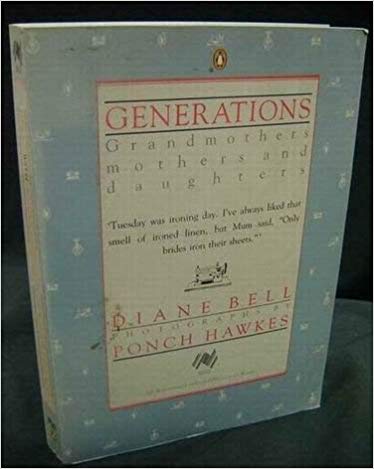 GENERATIONS
Grandmothers
mothers and
daughters
'Tuesday was ironing day. I've always liked that
smell of ironed linen, but Mum said, "Only
brides iron their sheets."'
DIANE BELL
PHOTOGRAPHS BY
PONCH HAWKES